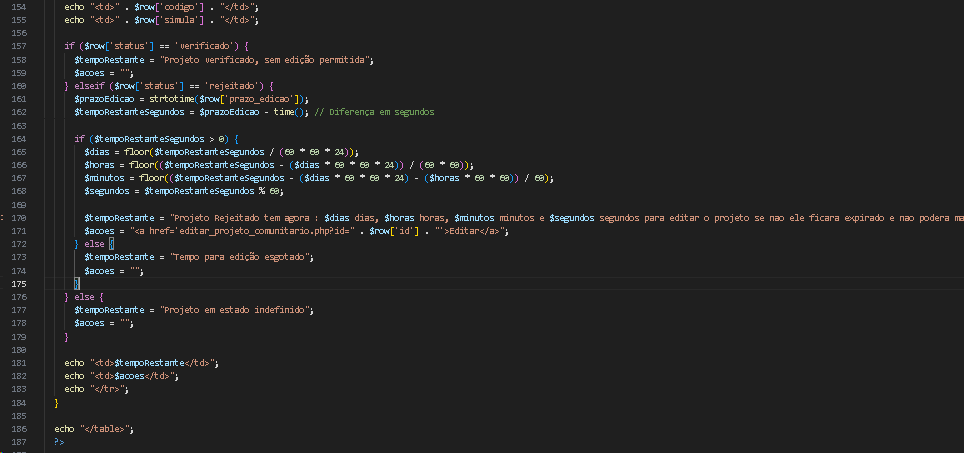 154 echo "<td>" . $row['codigo'] . "</td>";
155 echo "<td>" . $row['simula'] . "</td>";
156
157 if ($row['status'] == 'verificado') {
158 $tempoRestante = "Projeto verificado, sem edição permitida";
159 $acoes = "";
160 } elseif ($row['status'] == 'rejeitado') {
161 $prazoEdicao = strtotime($row['prazo_edicao']);
162 $tempoRestanteSegundos = $prazoEdicao - time(); // Diferença em segundos
163
164 if ($tempoRestanteSegundos > 0) {
165 $dias = floor($tempoRestanteSegundos / (60 * 60 * 24));
166 $horas = floor(($tempoRestanteSegundos - ($dias * 60 * 60 * 24)) / (60 * 60));
167 $minutos = floor(($tempoRestanteSegundos - ($dias * 60 * 60 * 24) - ($horas * 60 * 60)) / 60);
168 $segundos = $tempoRestanteSegundos % 60;
169
170 $tempoRestante = "Projeto Rejeitado tem agora : $dias dias, $horas horas, $minutos minutos e $segundos segundos para editar o projeto se nao ele ficara expirado e nao podera ma
171 $acoes = "<a href='editar_projeto_comunitario.php?id=" . $row['id'] . "'>Editar</a>";
172 } else {
173 $tempoRestante = "Tempo para edição esgotado";
174 $acoes = "";
175 }
176 } else {
177 $tempoRestante = "Projeto em estado indefinido";
178 $acoes = "";
179 }
180
181 echo "<td>$tempoRestante</td>";
182 echo "<td>$acoes</td>";
183 echo "</tr>";
184 }
185
186 echo "</table>";
187 ?>